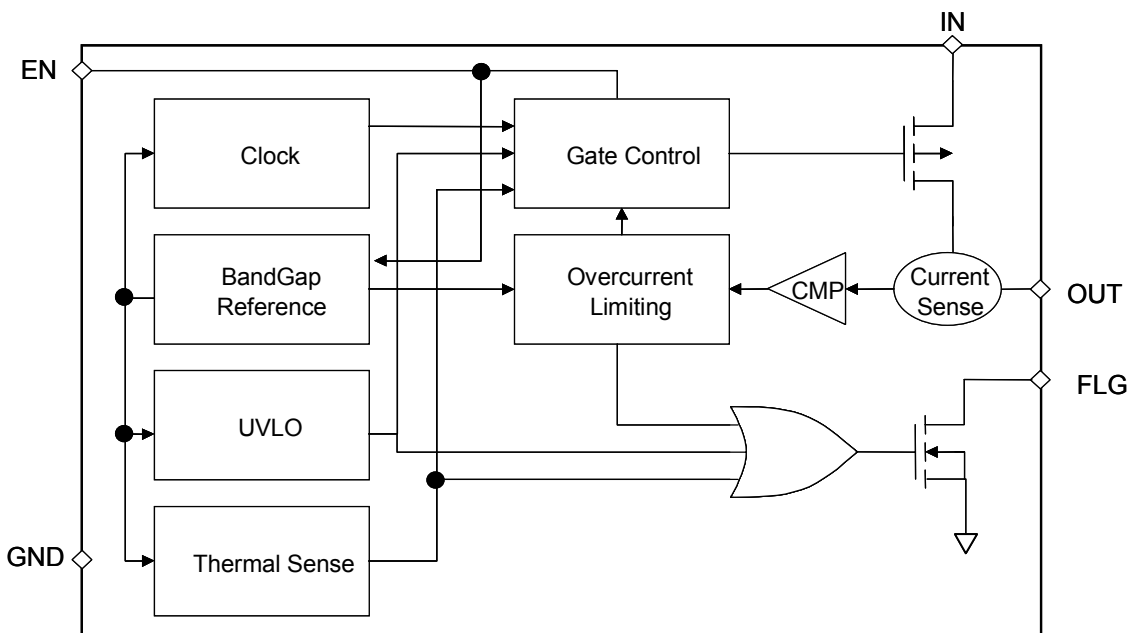 IN
EN
Clock
Gate Control
BandGap
Reference
Overcurrent
Limiting
CMP
Current
Sense
OUT
FLG
UVLO
GND
Thermal Sense